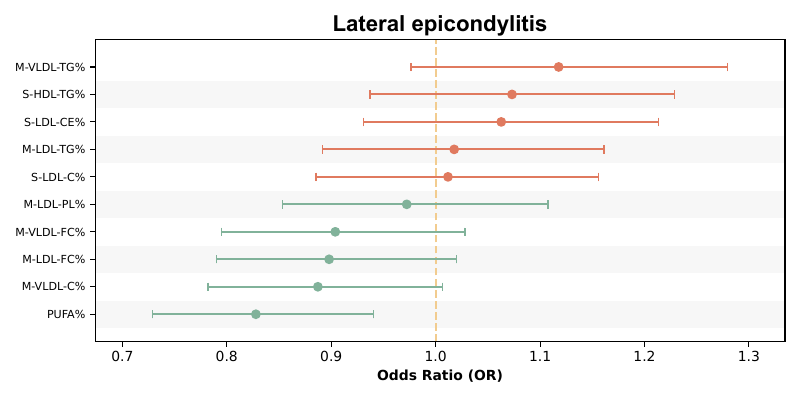 Lateral epicondylitis
M-VLDL-TG%
S-HDL-TG%
S-LDL-CE%
M-LDL-TG%
S-LDL-C%
M-LDL-PL%
M-VLDL-FC%
M-LDL-FC%
M-VLDL-C%
PUFA%
0.7 0.8 0.9 1.0 1.1 1.2 1.3
Odds Ratio (OR)